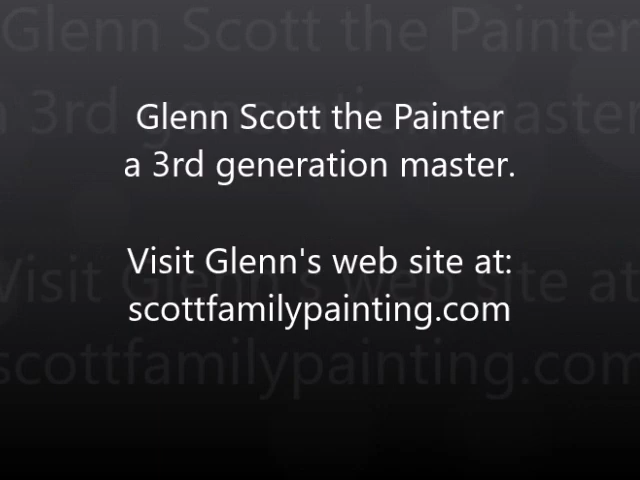 Glenn Scott the Painter
a 3rd generation master.
Visit Glenn's web site at:
scottfamilypainting.com